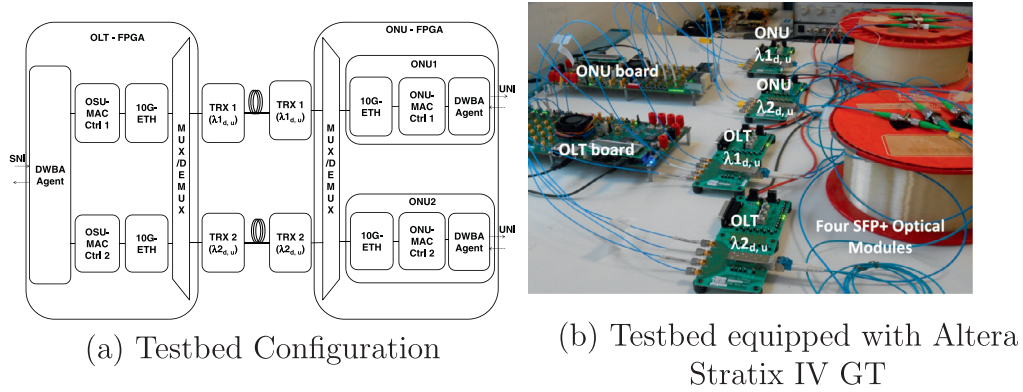 OLT - FPGA
ONU - FPGA
SNI
DWBA
Agent
OSU-
MAC
Ctrl 1
10G-
ETH
OSU-
MAC
Ctrl 2
10G-
ETH
MUX/DEMUX
TRX 1
(λ1d, u)
TRX 1
(λ1d, u)
TRX 2
(λ2d, u)
TRX 2
(λ2d, u)
MUX/DEMUX
ONU1
10G-
ETH
ONU-
MAC
Ctrl 1
DWBA
Agent
UNI
ONU2
10G-
ETH
ONU-
MAC
Ctrl 2
DWBA
Agent
UNI
(a) Testbed Configuration
ONU
λ1d, u
ONU board
ONU
λ2d, u
OLT board
OLT
λ1d, u
OLT
λ2d, u
Four SFP+ Optical
Modules
(b) Testbed equipped with Altera
Stratix IV GT